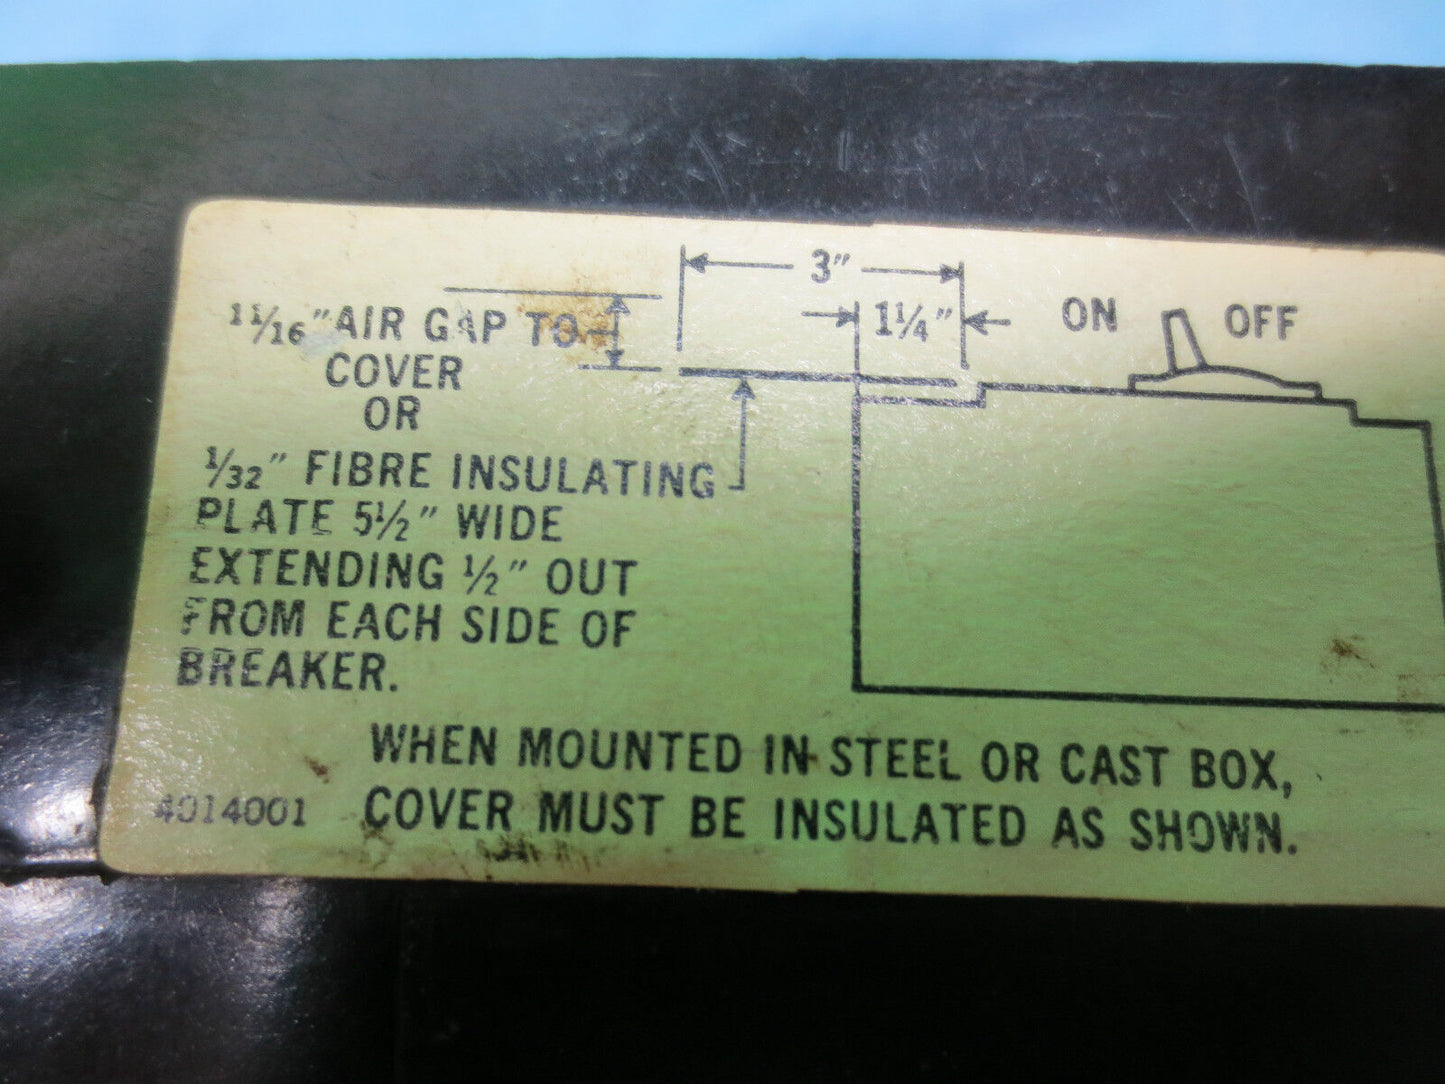 3"
1 11/16" AIR GAP TO
COVER
OR
1 1/4"
ON OFF
1/32" FIBRE INSULATING
PLATE 5 1/2" WIDE
EXTENDING 1/2" OUT
FROM EACH SIDE OF
BREAKER.
WHEN MOUNTED IN STEEL OR CAST BOX,
4014001 COVER MUST BE INSULATED AS SHOWN.